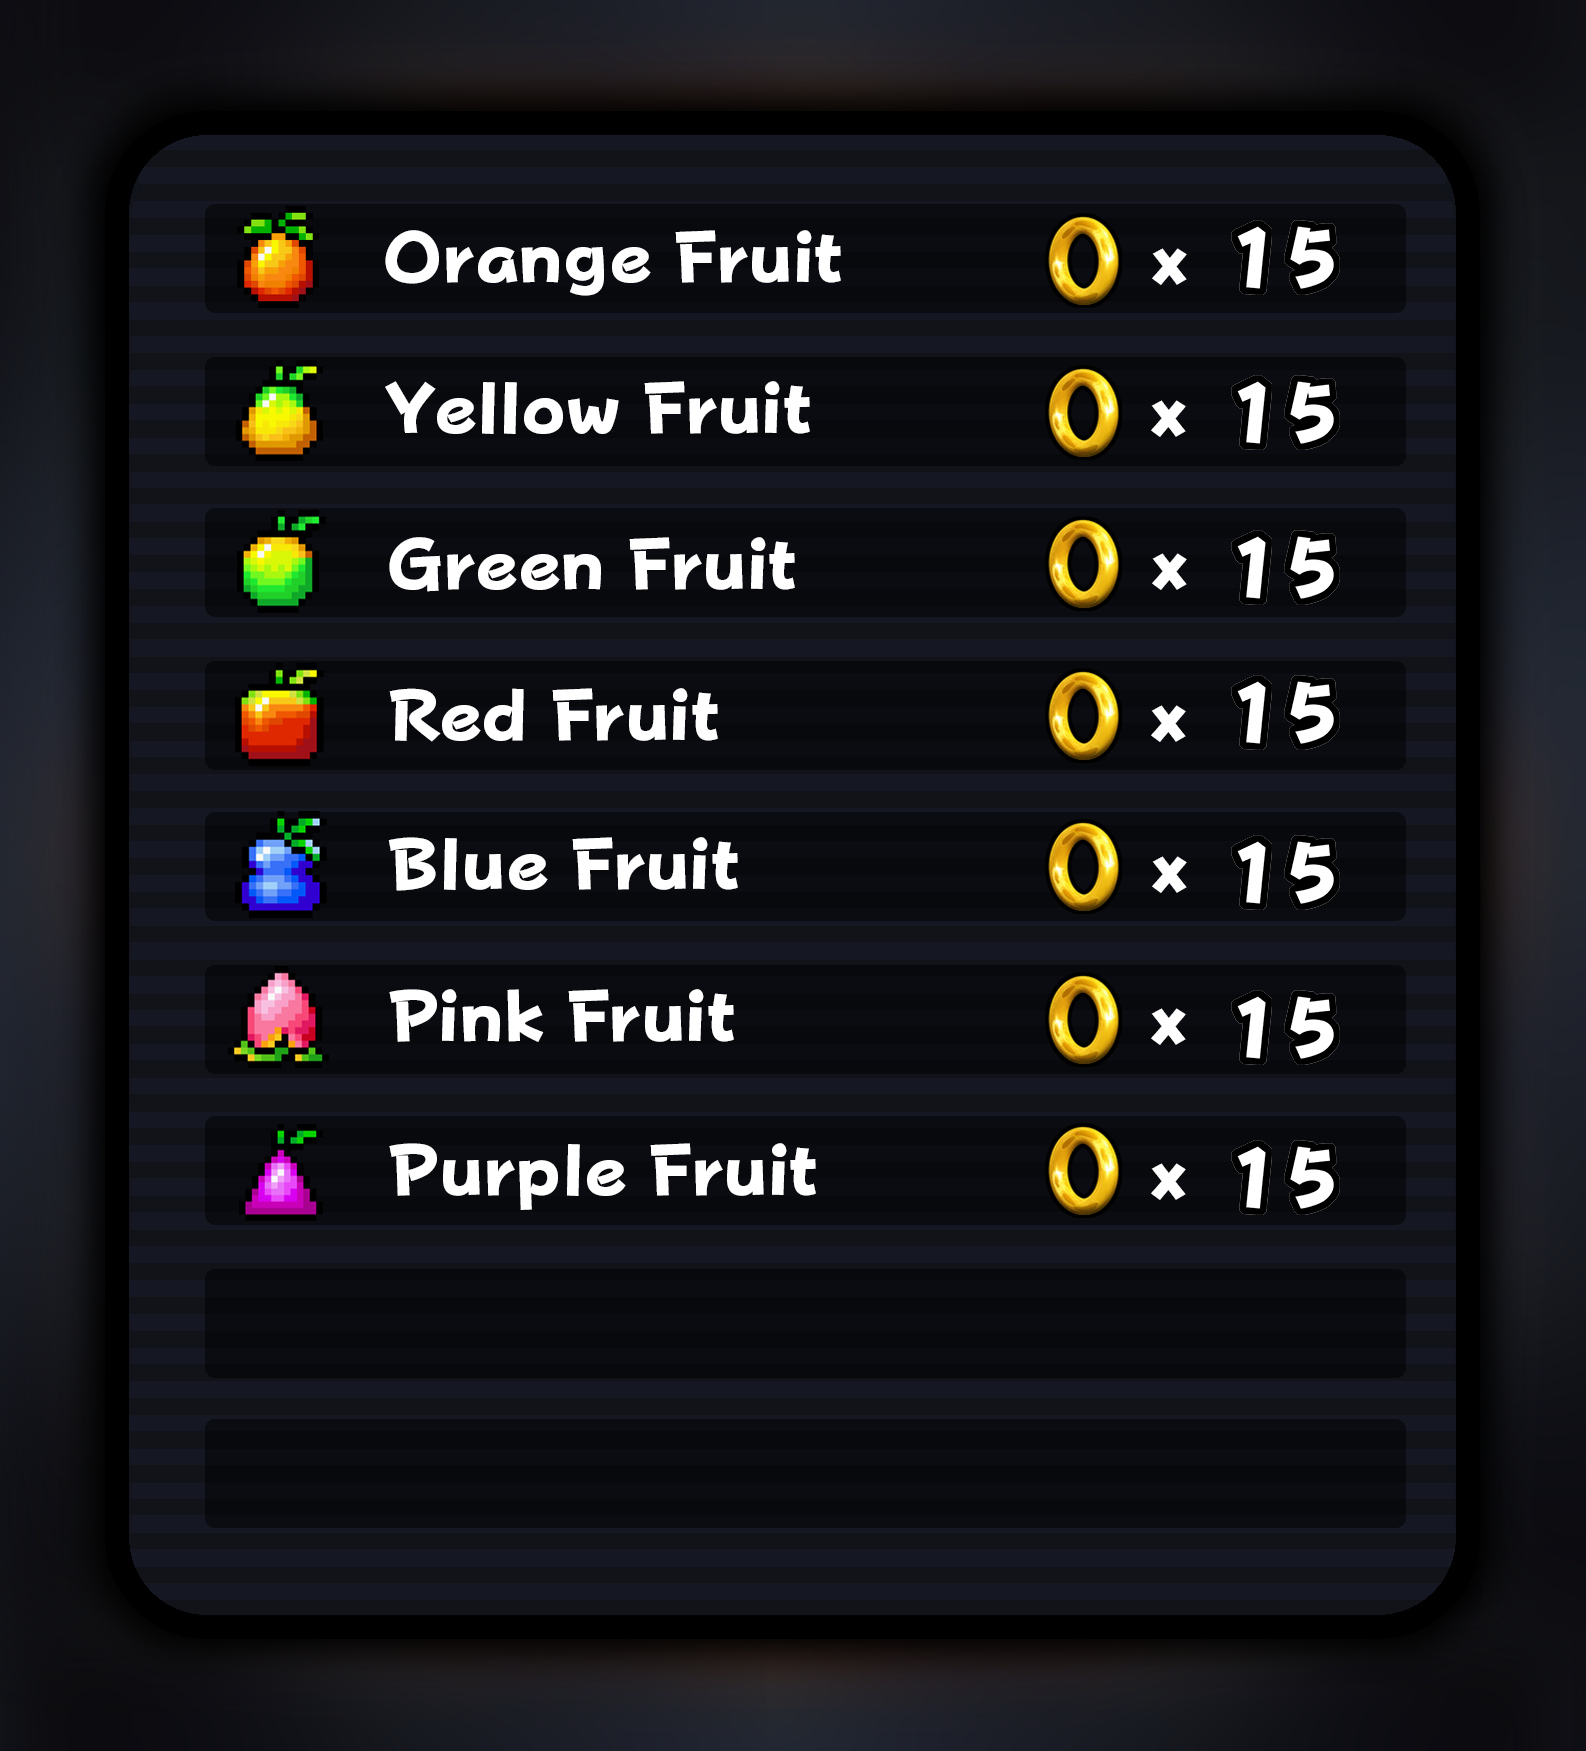 Orange Fruit x 15
Yellow Fruit x 15
Green Fruit x 15
Red Fruit x 15
Blue Fruit x 15
Pink Fruit x 15
Purple Fruit x 15